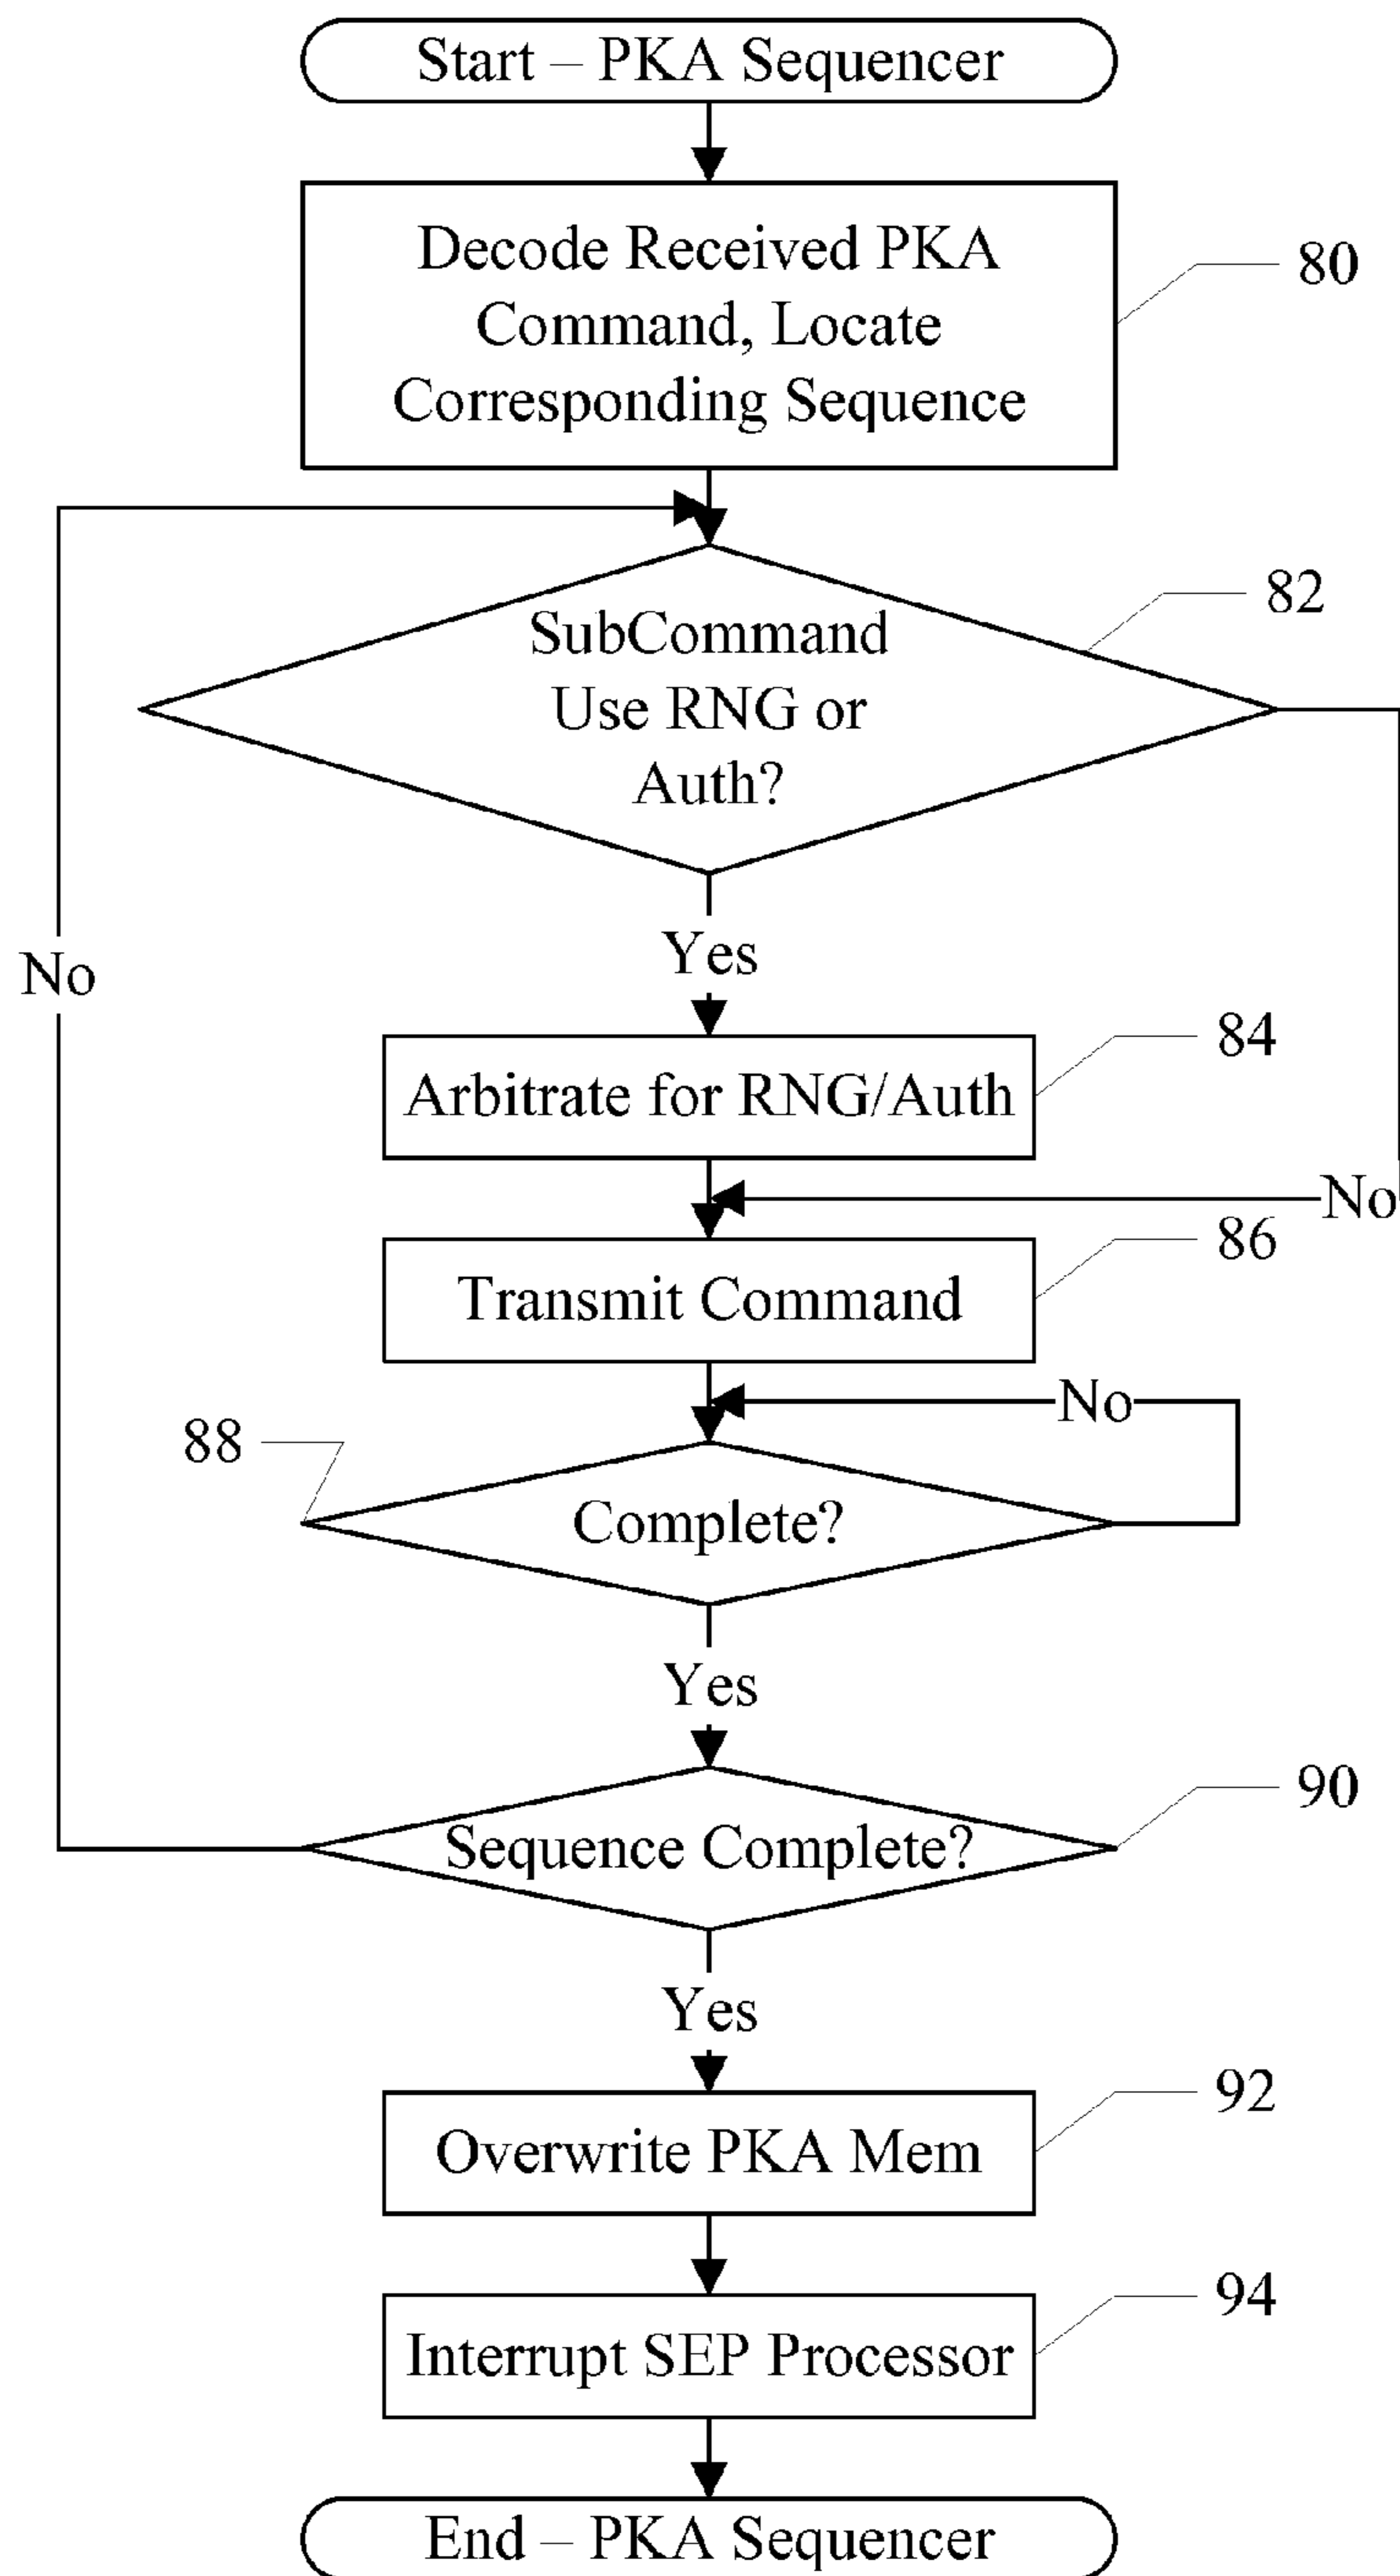 Start – PKA Sequencer
Decode Received PKA
Command, Locate
Corresponding Sequence
80
SubCommand
Use RNG or
Auth?
82
Yes
No
Arbitrate for RNG/Auth
84
No
Transmit Command
86
No
Complete?
88
Yes
Sequence Complete?
90
Yes
Overwrite PKA Mem
92
Interrupt SEP Processor
94
End – PKA Sequencer